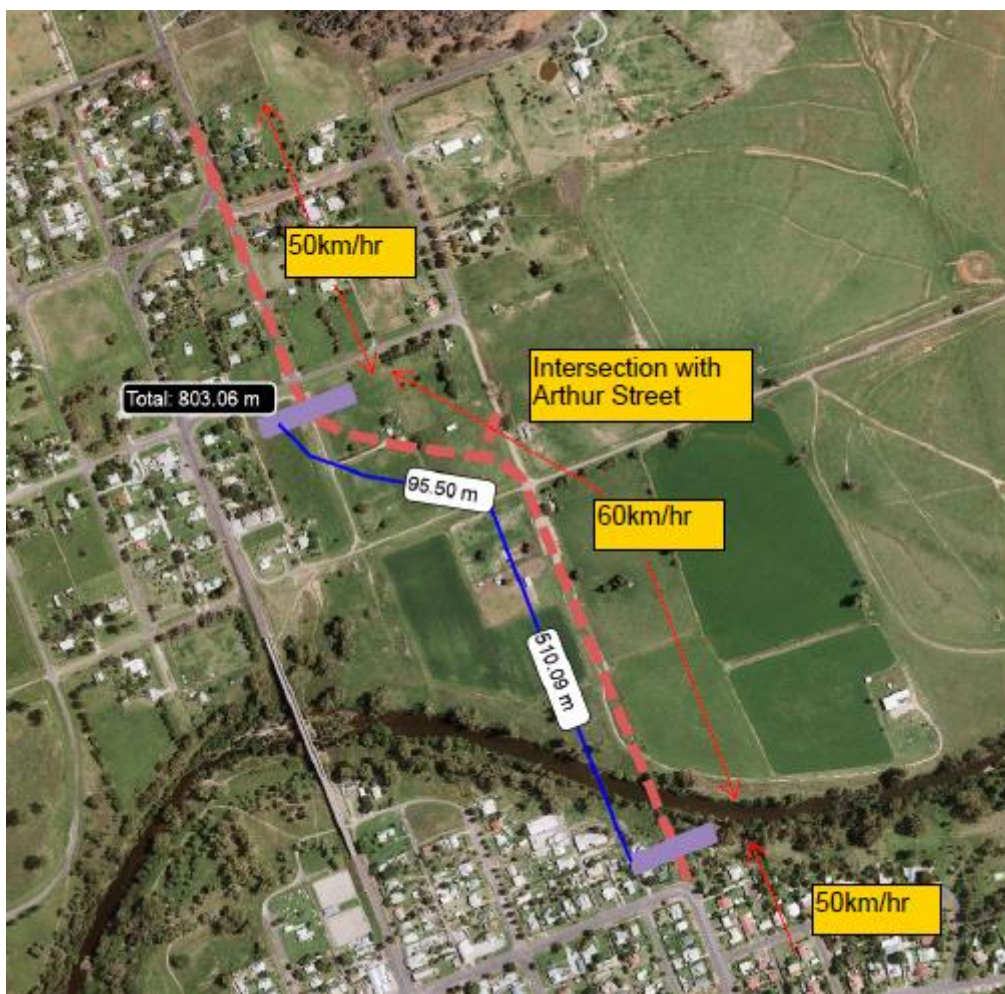 50km/hr
Intersection with
Arthur Street
Total: 803.06 m
95.50 m
60km/hr
510.09 m
50km/hr